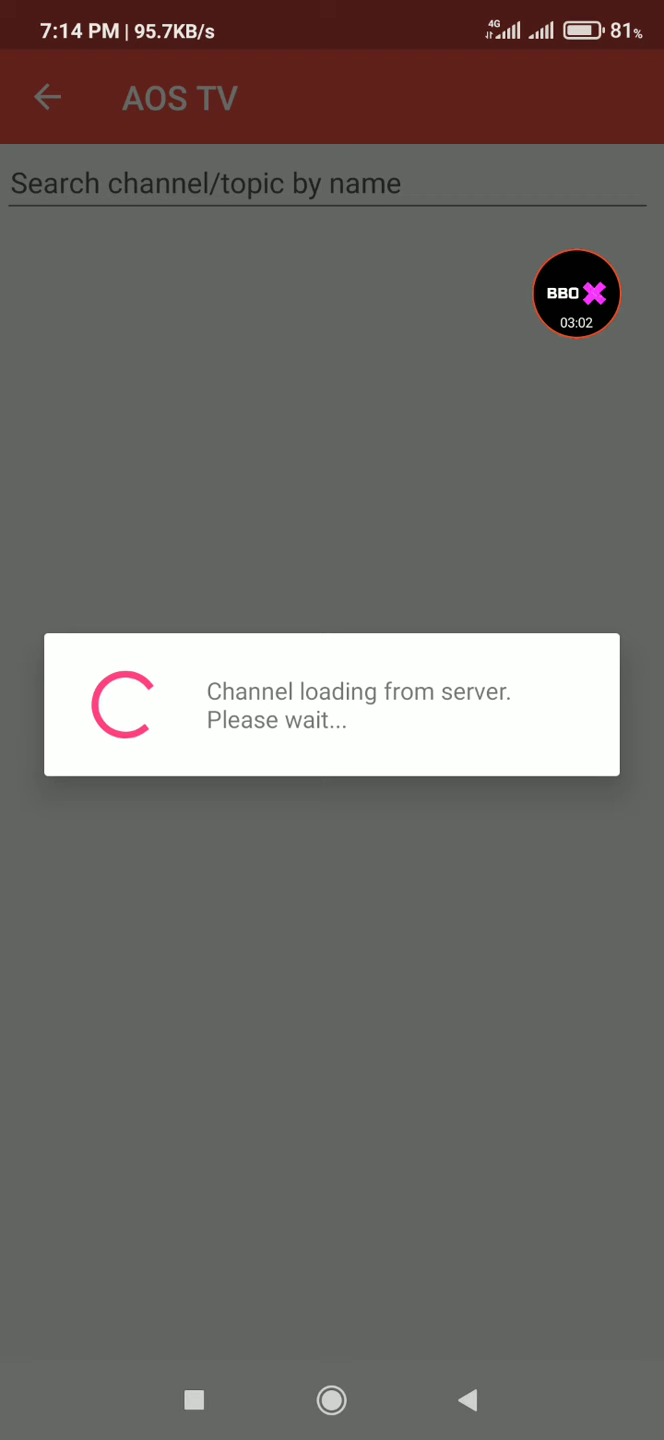 7:14 PM | 95.7KB/s 4G 81%
AOS TV
Search channel/topic by name
BBO
03:02
Channel loading from server.
Please wait...